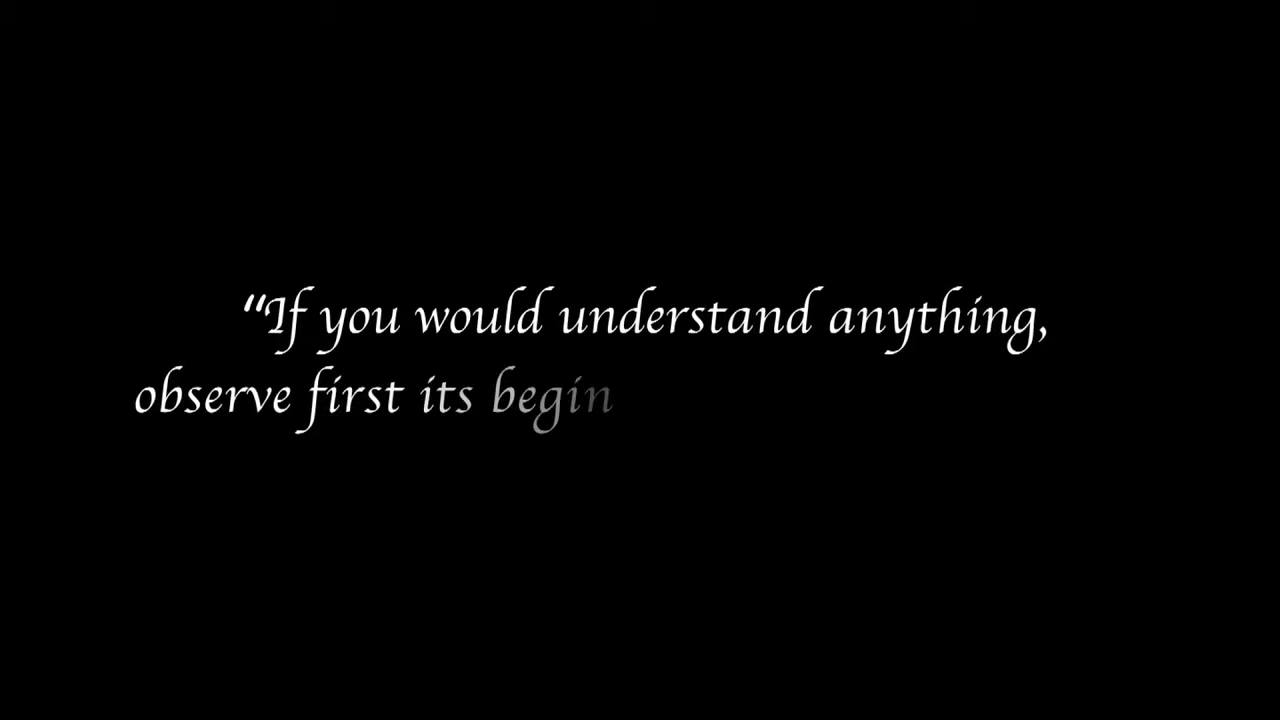 "If you would understand anything,
observe first its begin